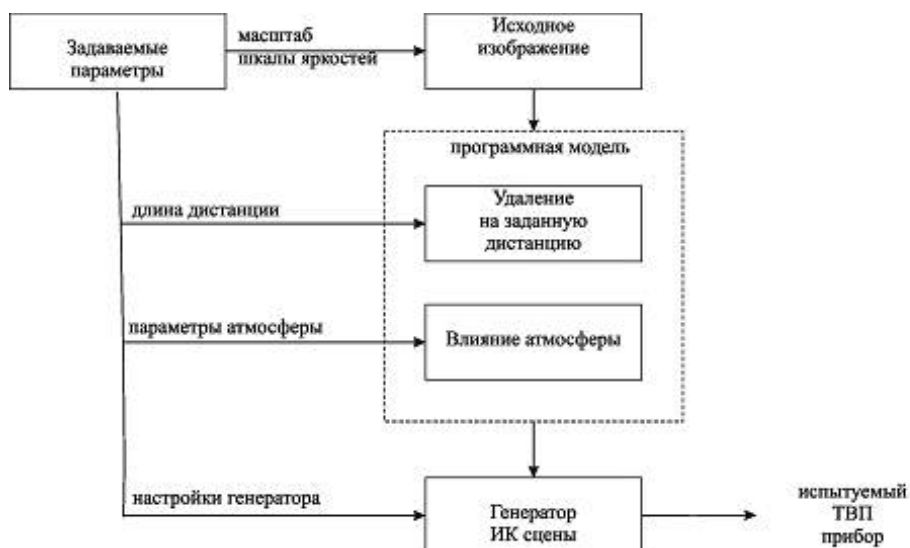 Задаваемые
параметры
масштаб
шкалы яркостей
Исходное
изображение
программная модель
длина дистанции
Удаление
на заданную
дистанцию
параметры атмосферы
Влияние атмосферы
настройки генератора
Генератор
ИК сцены
испытуемый
ТВП
прибор